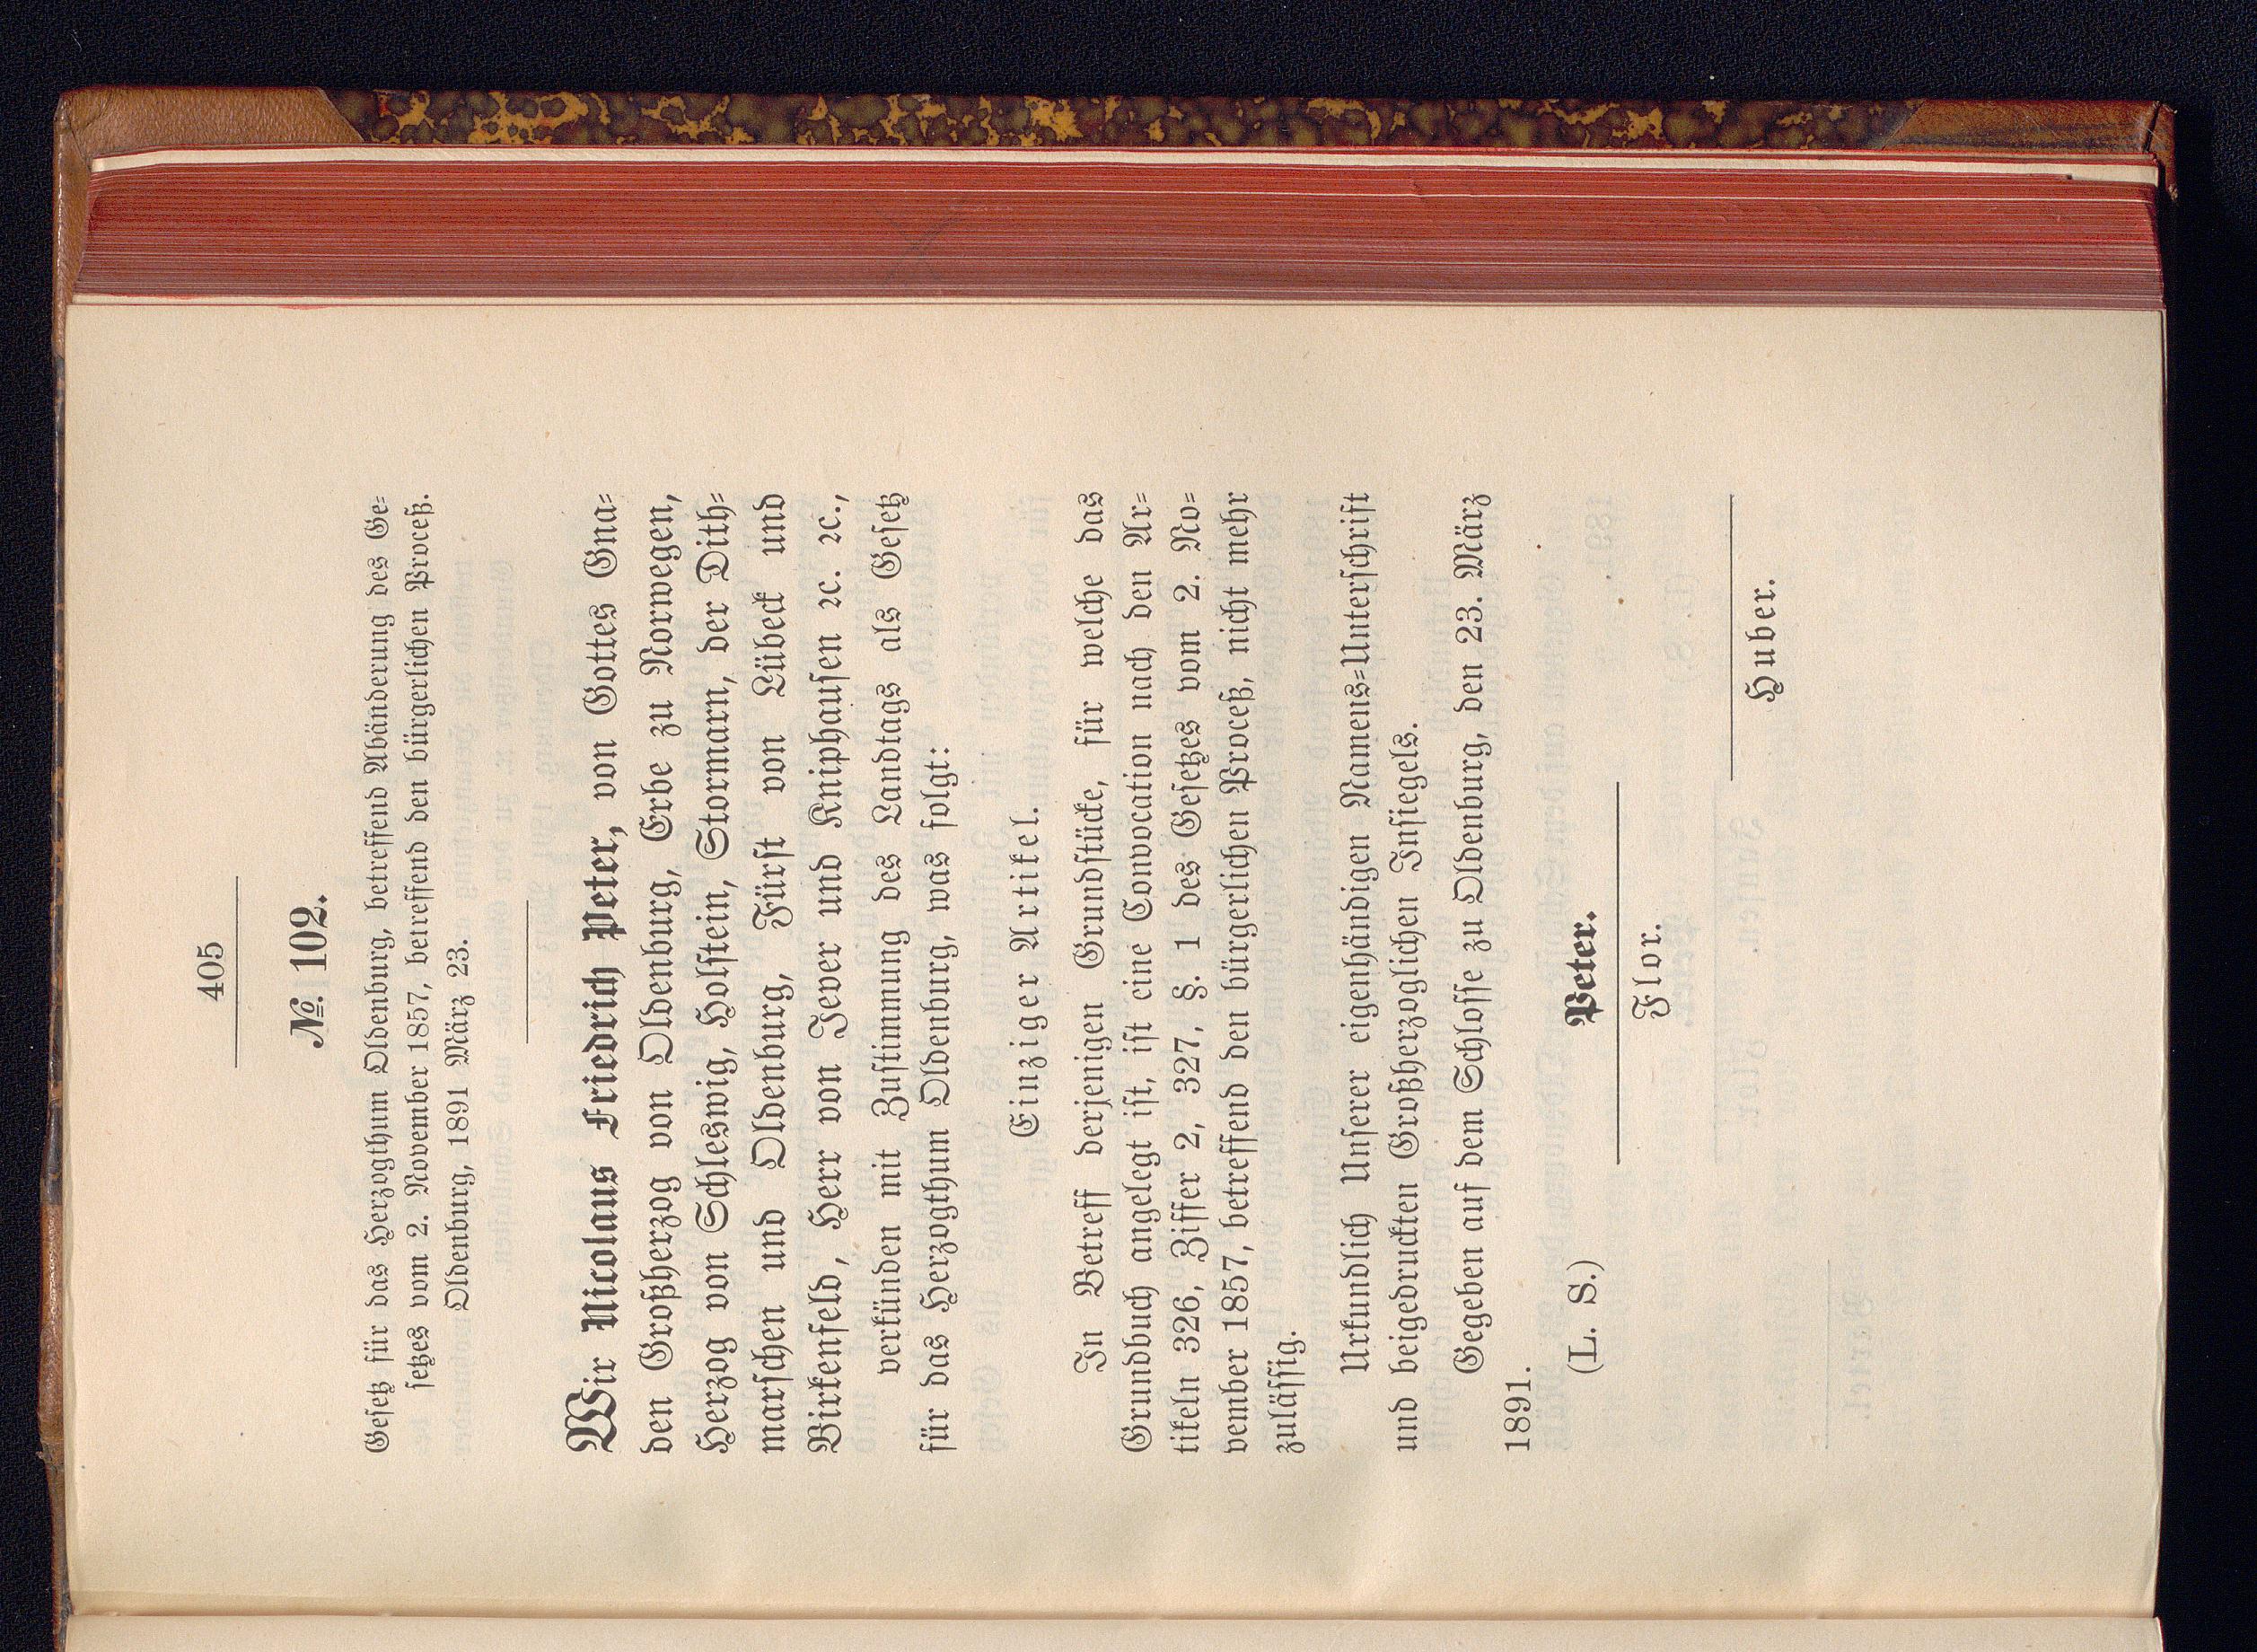 405
№. 102.
Gesetz für das Herzogthum Oldenburg, betreffend Abänderung des Ge-
setzes vom 2. November 1857, betreffend den bürgerlichen Proceß.
Oldenburg, 1891 März 23.
Wir Nicolaus Friedrich Peter, von Gottes Gna-
den Großherzog von Oldenburg, Erbe zu Norwegen,
Herzog von Schleswig, Holstein, Stormarn, der Dith-
marschen und Oldenburg, Fürst von Lübeck und
Birkenfeld, Herr von Jever und Kniphausen ꝛc. ꝛc.,
verkünden mit Zustimmung des Landtags als Gesetz
für das Herzogthum Oldenburg, was folgt:
Einziger Artikel.
In Betreff derjenigen Grundstücke, für welche das
Grundbuch angelegt ist, ist eine Convocation nach den Ar-
tikeln 326, Ziffer 2, 327, §. 1 des Gesetzes vom 2. No-
vember 1857, betreffend den bürgerlichen Proceß, nicht mehr
zulässig.
Urkundlich Unserer eigenhändigen Namens-Unterschrift
und beigedruckten Großherzoglichen Insiegels.
Gegeben auf dem Schlosse zu Oldenburg, den 23. März
1891.
(L. S.) Peter.
Flor.
Huber.